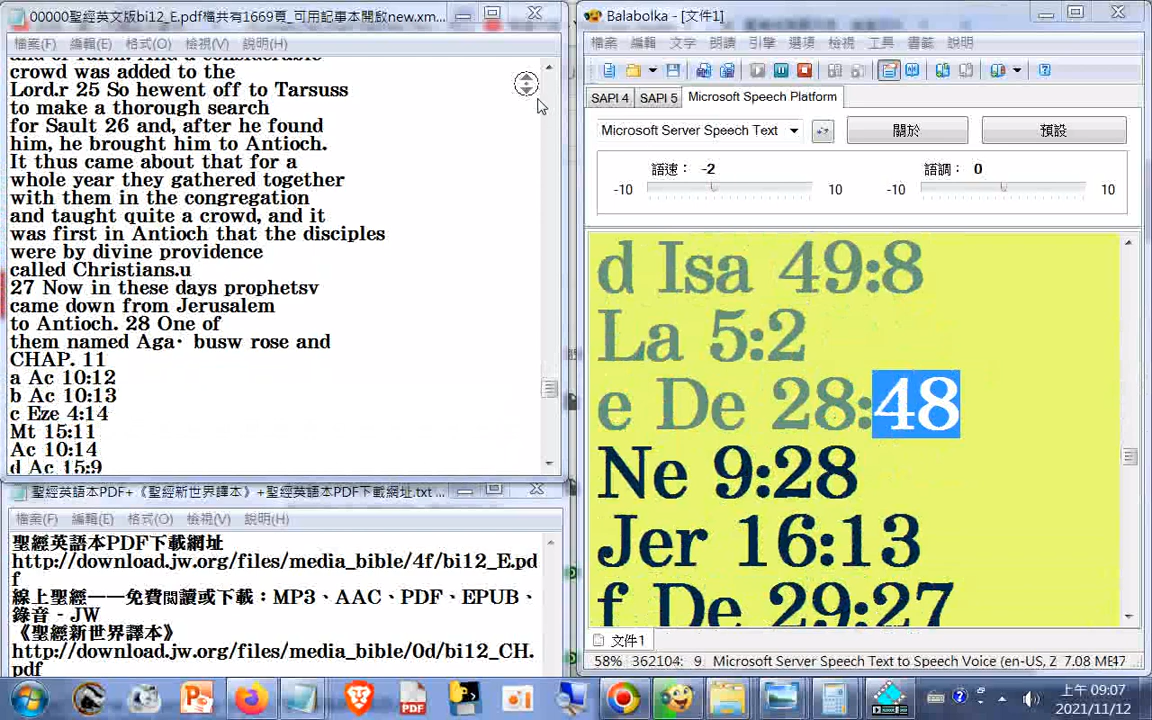 00000聖經英文版bi12_E.pdf檔共有1669頁_可用記事本開啟new.xm...
檔案(F) 編輯(E) 格式(O) 檢視(V) 說明(H)
crowd was added to the
Lord.r 25 So hewent off to Tarsuss
to make a thorough search
for Sault 26 and, after he found
him, he brought him to Antioch.
It thus came about that for a
whole year they gathered together
with them in the congregation
and taught quite a crowd, and it
was first in Antioch that the disciples
were by divine providence
called Christians.u
27 Now in these days prophetsv
came down from Jerusalem
to Antioch. 28 One of
them named Aga· busw rose and
CHAP. 11
a Ac 10:12
b Ac 10:13
c Eze 4:14
Mt 15:11
Ac 10:14
d Ac 15:9
聖經英語本PDF+《聖經新世界譯本》+聖經英語本PDF下載網址.txt ...
檔案(F) 編輯(E) 格式(O) 檢視(V) 說明(H)
聖經英語本PDF下載網址
http://download.jw.org/files/media_bible/4f/bi12_E.pd
f
線上聖經——免費閱讀或下載：MP3、AAC、PDF、EPUB、
錄音 - JW
《聖經新世界譯本》
http://download.jw.org/files/media_bible/0d/bi12_CH.
pdf
Balabolka - [文件1]
檔案 編輯 文字 朗讀 引擎 選項 檢視 工具 書籤 說明
SAPI 4 SAPI 5 Microsoft Speech Platform
Microsoft Server Speech Text 關於 預設
語速： -2 語調： 0
-10 10 -10 10
d Isa 49:8
La 5:2
e De 28:48
Ne 9:28
Jer 16:13
f De 29:27
文件1
58% 362104: 9 Microsoft Server Speech Text to Speech Voice (en-US, Z 7.08 ME
上午 09:07
2021/11/12